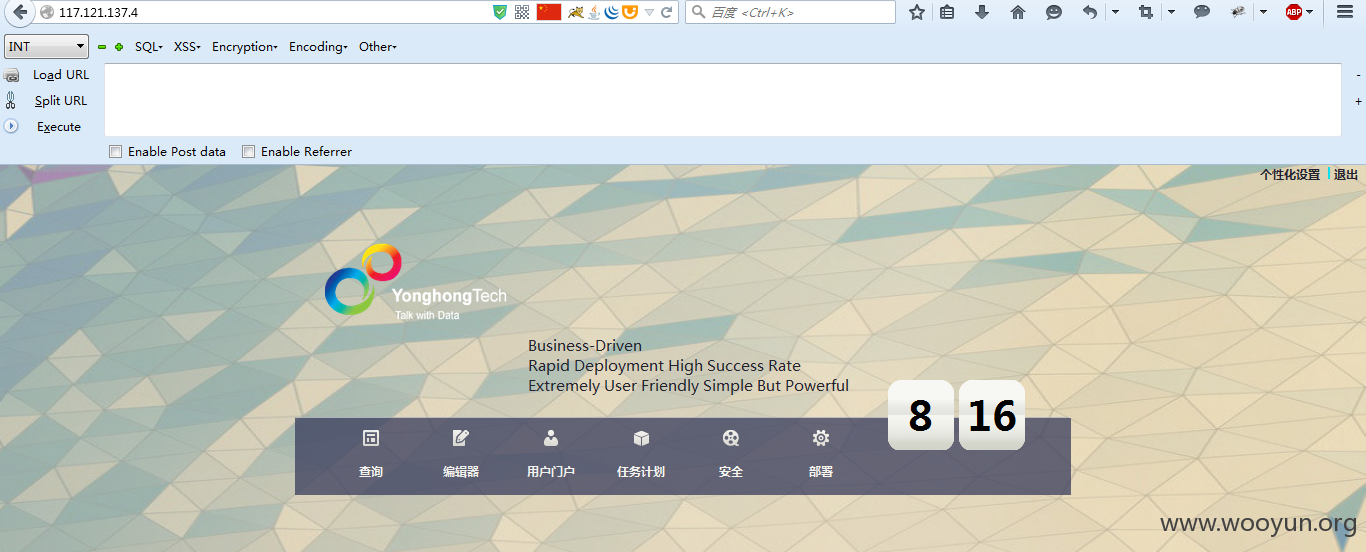 117.121.137.4
百度 <Ctrl+K>
ABP
INT
SQL
XSS
Encryption
Encoding
Other
Load URL
Split URL
Execute
-
+
Enable Post data
Enable Referrer
个性化设置
退出
YonghongTech
Talk with Data
Business-Driven
Rapid Deployment High Success Rate
Extremely User Friendly Simple But Powerful
8 16
查询 编辑器 用户门户 任务计划 安全 部署
www.wooyun.org